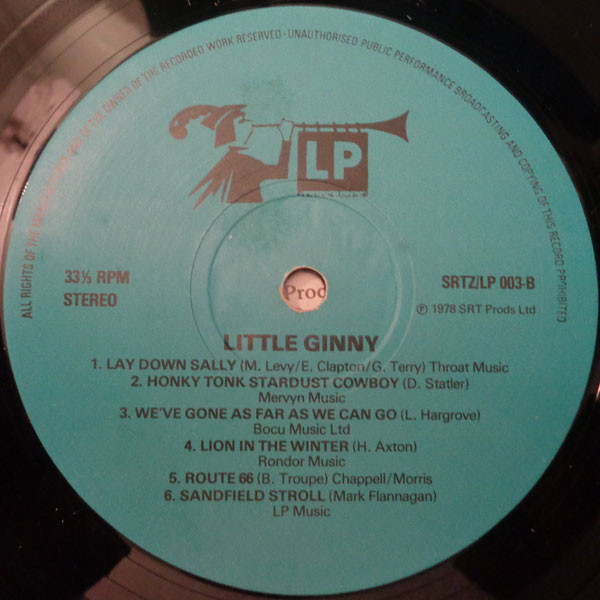 ALL RIGHTS OF THE OWNER OF THE RECORDED WORK RESERVED · UNAUTHORISED PUBLIC PERFORMANCE BROADCASTING AND COPYING OF THIS RECORD PROHIBITED
LP
33⅓ RPM
STEREO
SRTZ/LP 003-B
℗ 1978 SRT Prods Ltd
Prod
LITTLE GINNY
1. LAY DOWN SALLY (M. Levy/E. Clapton/G. Terry) Throat Music
2. HONKY TONK STARDUST COWBOY (D. Statler)
Mervyn Music
3. WE'VE GONE AS FAR AS WE CAN GO (L. Hargrove)
Bocu Music Ltd
4. LION IN THE WINTER (H. Axton)
Rondor Music
5. ROUTE 66 (B. Troupe) Chappell/Morris
6. SANDFIELD STROLL (Mark Flannagan)
LP Music